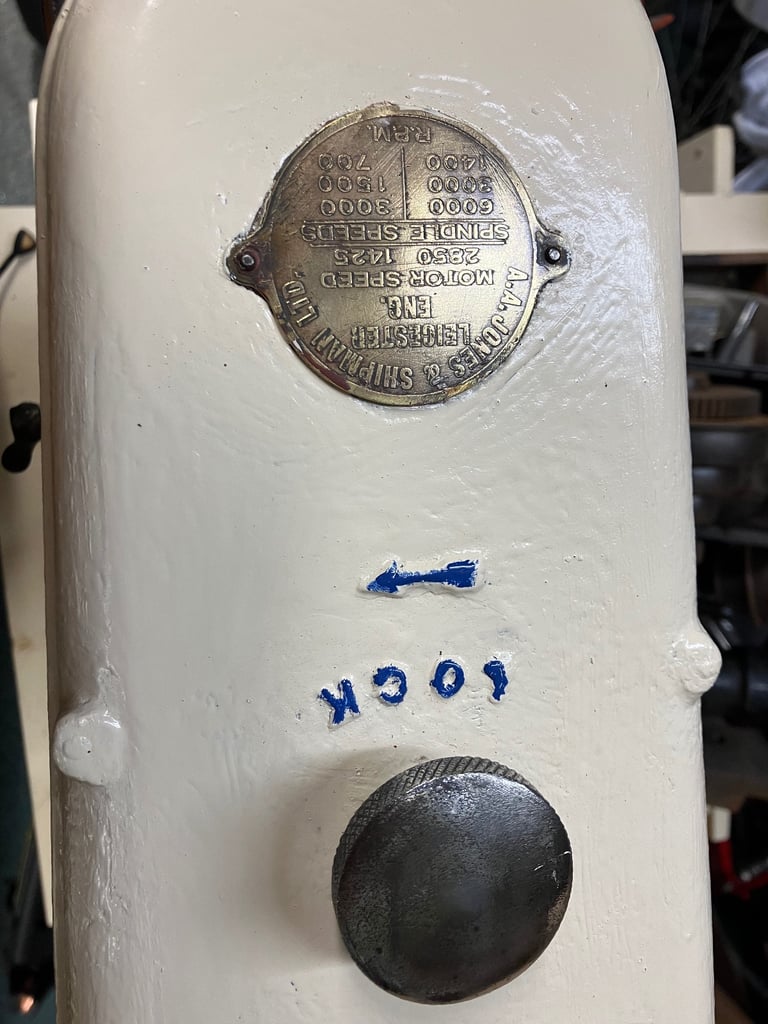 LOCK
A.A. JONES & SHIPMAN LTD.
LEICESTER
ENG.
MOTOR SPEED
2850 1425
SPINDLE SPEEDS
6000 3000
3000 1500
1400 700
R.P.M.